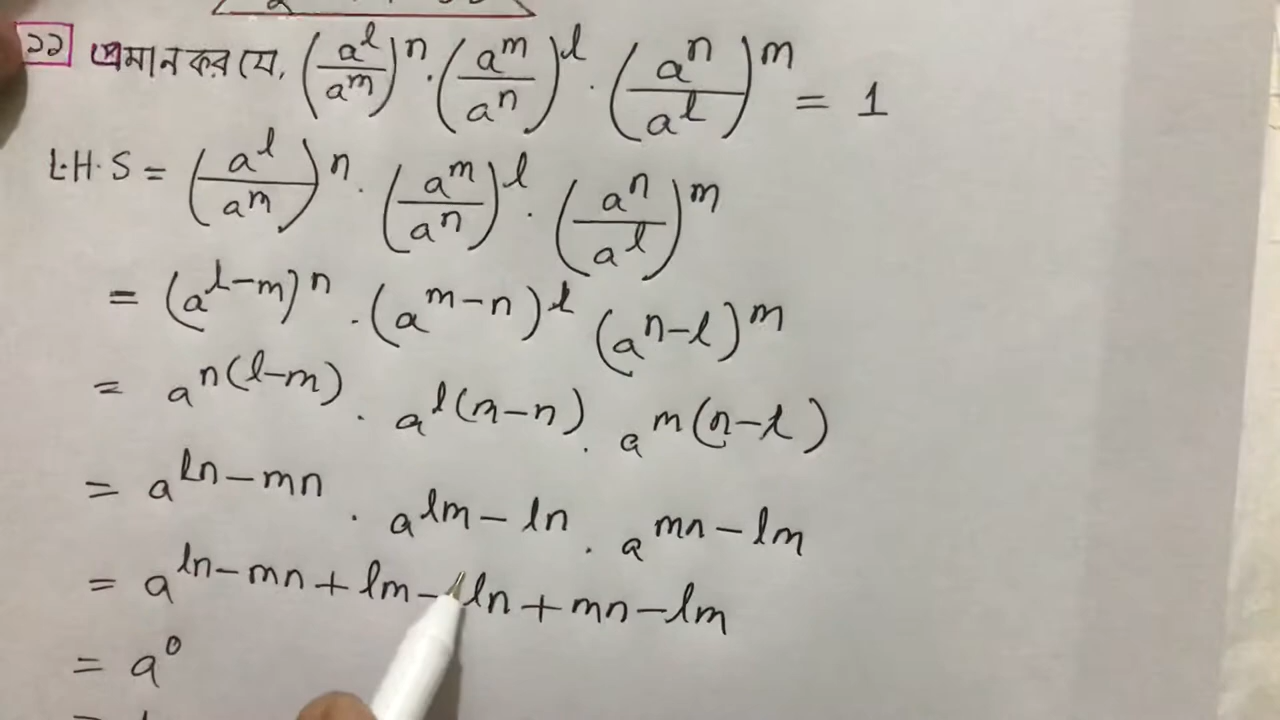 ১১ প্রমান কর যে, (a^l/a^m)^n · (a^m/a^n)^l · (a^n/a^l)^m = 1
L·H·S = (a^l/a^m)^n · (a^m/a^n)^l · (a^n/a^l)^m
= (a^{l-m})^n · (a^{m-n})^l (a^{n-l})^m
= a^{n(l-m)} · a^{l(m-n)} · a^{m(n-l)}
= a^{ln-mn} · a^{lm-ln} · a^{mn-lm}
= a^{ln-mn+lm-ln+mn-lm}
= a^0